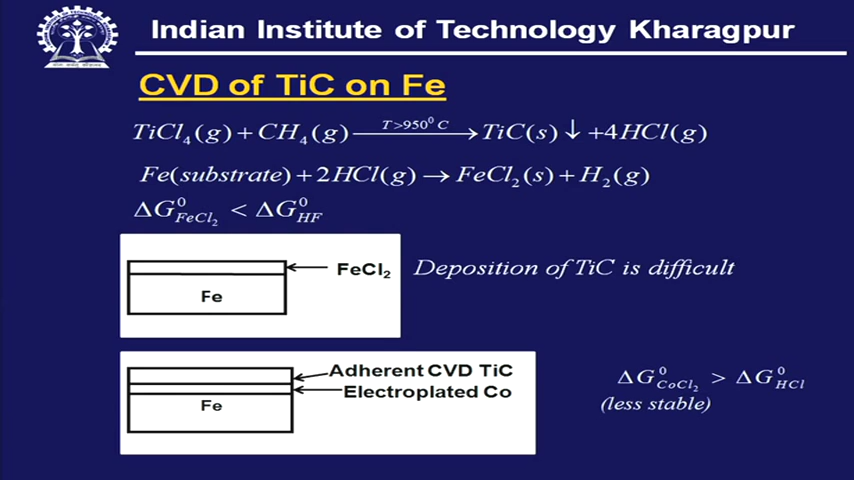 Indian Institute of Technology Kharagpur
CVD of TiC on Fe
TiCl₄(g) + CH₄(g) —T>950⁰C→ TiC(s) ↓ +4HCl(g)
Fe(substrate) + 2HCl(g) → FeCl₂(s) + H₂(g)
ΔG⁰FeCl₂ < ΔG⁰HF
FeCl₂
Fe
Deposition of TiC is difficult
Adherent CVD TiC
Electroplated Co
Fe
ΔG⁰CoCl₂ > ΔG⁰HCl
(less stable)